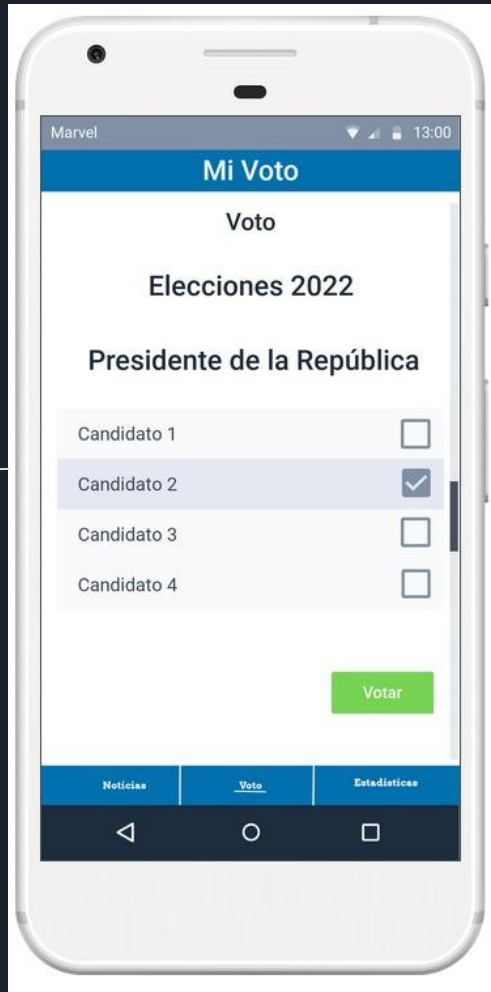 Marvel 13:00
Mi Voto
Voto
Elecciones 2022
Presidente de la República
Candidato 1
Candidato 2
Candidato 3
Candidato 4
Votar
Noticias Voto Estadísticas